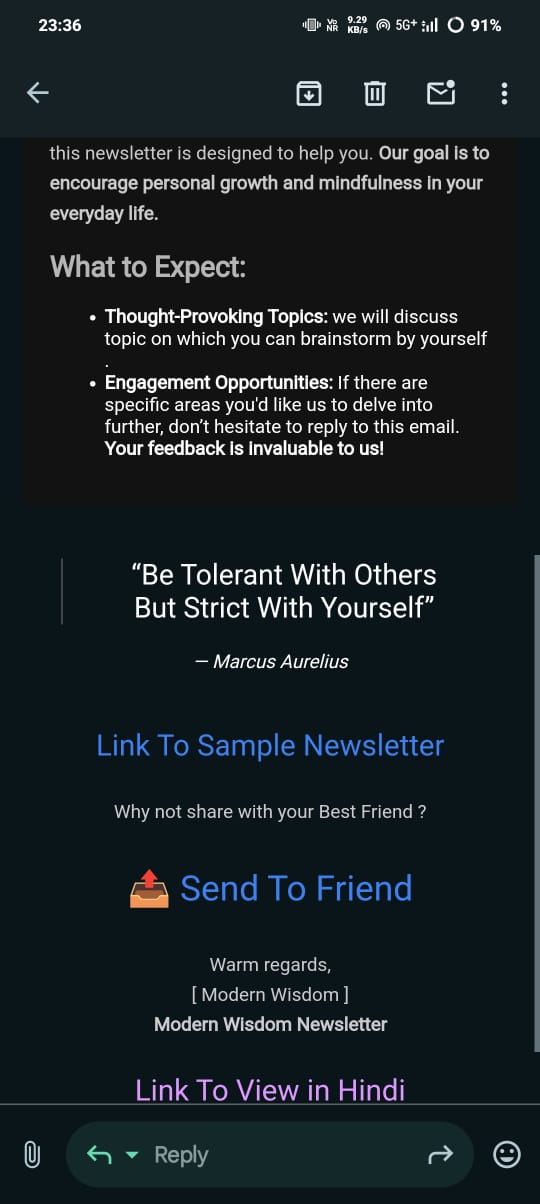 23:36
Vo NR
9.29 KB/s
5G+
91%
this newsletter is designed to help you. Our goal is to
encourage personal growth and mindfulness in your
everyday life.
What to Expect:
• Thought-Provoking Topics: we will discuss
topic on which you can brainstorm by yourself
.
• Engagement Opportunities: If there are
specific areas you'd like us to delve into
further, don’t hesitate to reply to this email.
Your feedback is invaluable to us!
“Be Tolerant With Others
But Strict With Yourself”
— Marcus Aurelius
Link To Sample Newsletter
Why not share with your Best Friend ?
Send To Friend
Warm regards,
[ Modern Wisdom ]
Modern Wisdom Newsletter
Link To View in Hindi
Reply